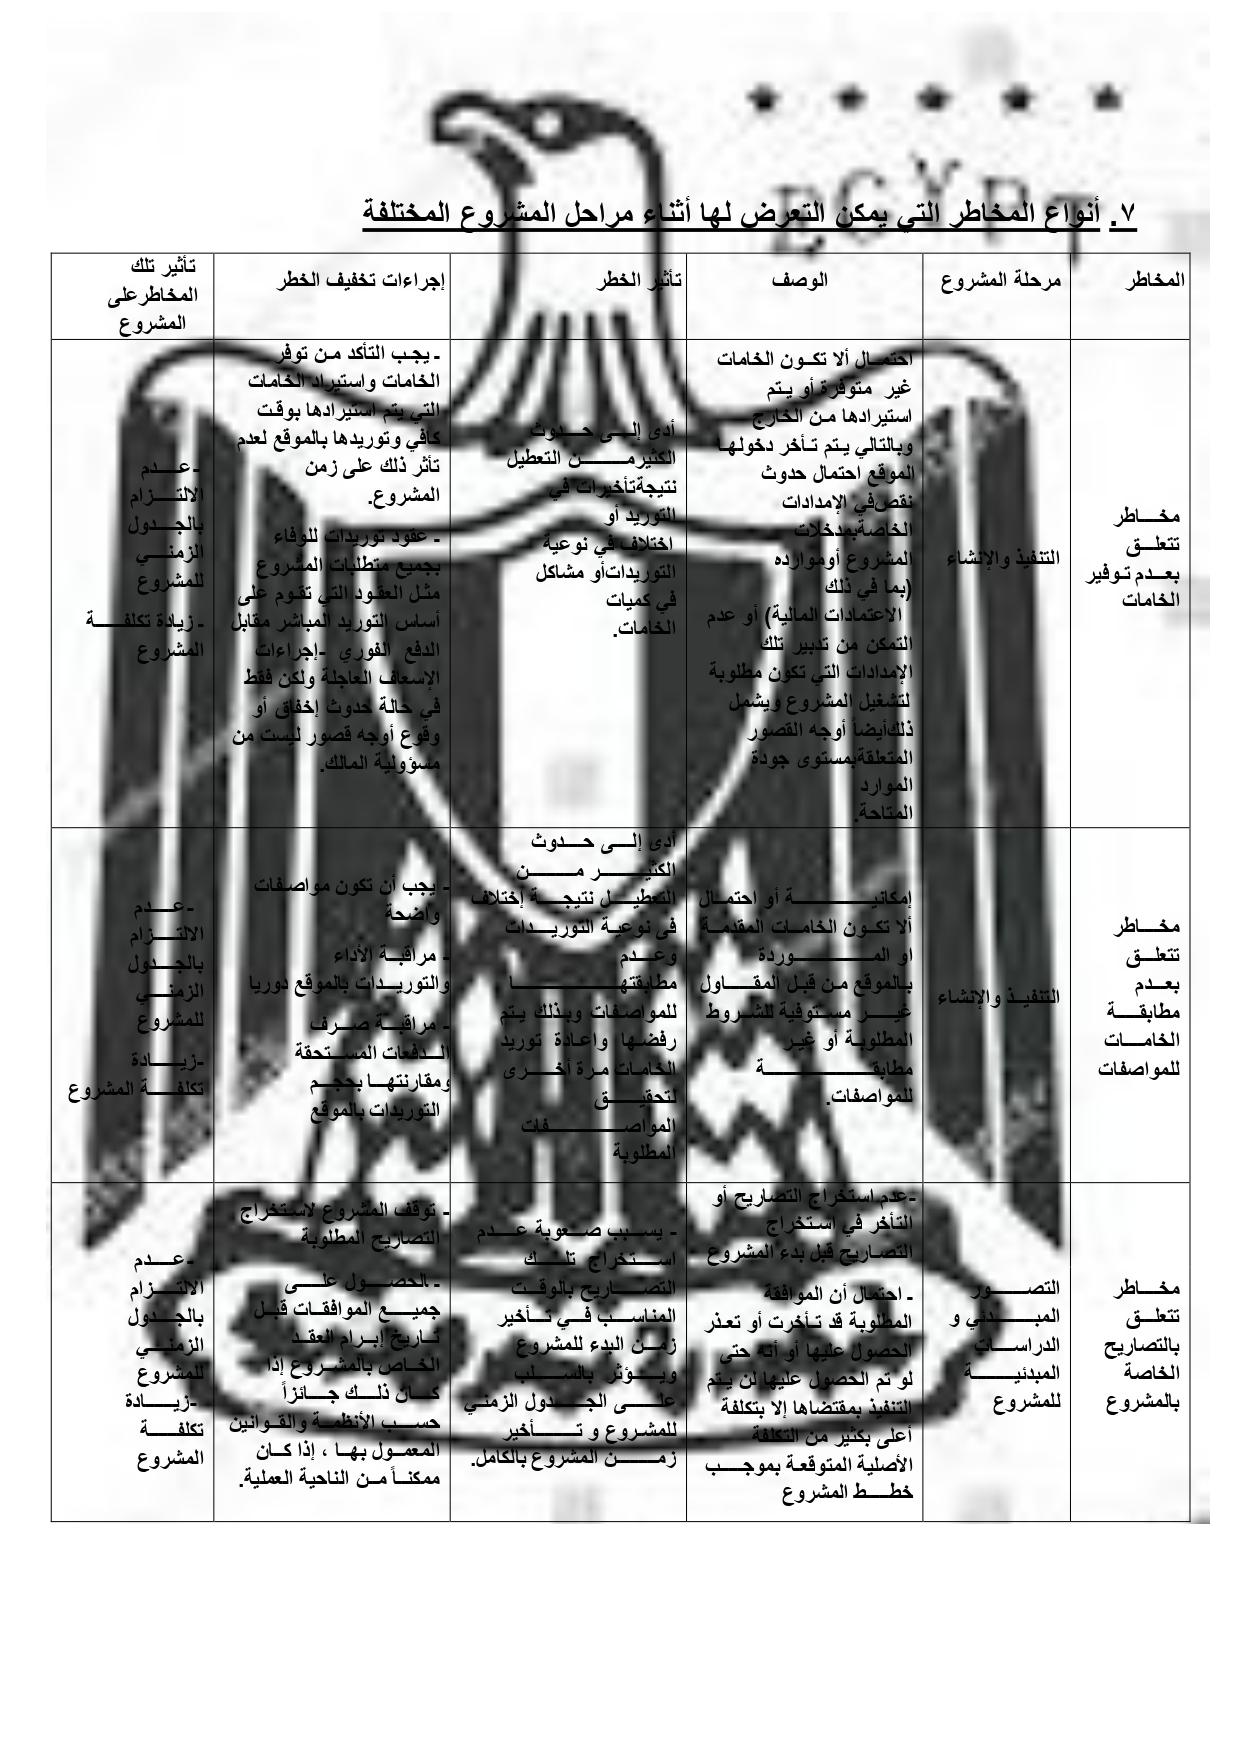 EGYPT
٧. أنواع المخاطر التي يمكن التعرض لها أثناء مراحل المشروع المختلفة
المخاطر
مرحلة المشروع
الوصف
تأثير الخطر
إجراءات تخفيف الخطر
تأثير تلك
المخاطرعلى
المشروع
مخاطر
تتعلق
بعدم توفير
الخامات
التنفيذ والإنشاء
احتمال ألا تكون الخامات
غير متوفرة أو يتم
استيرادها من الخارج
وبالتالي يتم تأخر دخولها
الموقع احتمال حدوث
نقصفي الإمدادات
الخاصةبمدخلات
المشروع أوموارده
(بما في ذلك
الاعتمادات المالية) أو عدم
التمكن من تدبير تلك
الإمدادات التي تكون مطلوبة
لتشغيل المشروع ويشمل
ذلكأيضاً أوجه القصور
المتعلقةبمستوى جودة
الموارد
المتاحة.
أدى إلى حدوث
الكثيرمن التعطيل
نتيجةتأخيرات في
التوريد أو
اختلاف في نوعية
التوريداتأو مشاكل
في كميات
الخامات.
- يجب التأكد من توفر
الخامات واستيراد الخامات
التي يتم استيرادها بوقت
كافي وتوريدها بالموقع لعدم
تأثر ذلك على زمن
المشروع.
- عقود توريدات للوفاء
بجميع متطلبات المشروع
مثل العقود التي تقوم على
أساس التوريد المباشر مقابل
الدفع الفوري -إجراءات
الإسعاف العاجلة ولكن فقط
في حالة حدوث إخفاق أو
وقوع أوجه قصور ليست من
مسؤولية المالك.
-عدم
الالتزام
بالجدول
الزمني
للمشروع
- زيادة تكلفة
المشروع
مخاطر
تتعلق
بعدم
مطابقة
الخامات
للمواصفات
التنفيذ والإنشاء
إمكانية أو احتمال
ألا تكون الخامات المقدمة
او الموردة
بالموقع من قبل المقاول
غير مستوفية للشروط
المطلوبة أو غير
مطابقة
للمواصفات.
أدى إلى حدوث
الكثير من
التعطيل نتيجة إختلاف
فى نوعية التوريدات
وعدم
مطابقتها
للمواصفات وبذلك يتم
رفضها واعادة توريد
الخامات مرة أخرى
لتحقيق
المواصفات
المطلوبة
- يجب أن تكون مواصفات
واضحة
- مراقبة الأداء
والتوريدات بالموقع دوريا
- مراقبة صرف
الدفعات المستحقة
ومقارنتها بحجم
التوريدات بالموقع
-عدم
الالتزام
بالجدول
الزمني
للمشروع
-زيادة
تكلفة المشروع
مخاطر
تتعلق
بالتصاريح
الخاصة
بالمشروع
التصور
المبدئي و
الدراسات
المبدئية
للمشروع
-عدم استخراج التصاريح أو
التأخر في استخراج
التصاريح قبل بدء المشروع
- احتمال أن الموافقة
المطلوبة قد تأخرت أو تعذر
الحصول عليها أو أنه حتى
لو تم الحصول عليها لن يتم
التنفيذ بمقتضاها إلا بتكلفة
أعلى بكثير من التكلفة
الأصلية المتوقعة بموجب
خطط المشروع
- يسبب صعوبة عدم
استخراج تلك
التصاريح بالوقت
المناسب في تأخير
زمن البدء للمشروع
ويؤثر بالسلب
على الجدول الزمني
للمشروع و تأخير
زمن المشروع بالكامل.
- توقف المشروع لاستخراج
التصاريح المطلوبة
- الحصول على
جميع الموافقات قبل
تاريخ إبرام العقد
الخاص بالمشروع إذا
كان ذلك جائزاً
حسب الأنظمة والقوانين
المعمول بها ، إذا كان
ممكناً من الناحية العملية.
-عدم
الالتزام
بالجدول
الزمني
للمشروع
-زيادة
تكلفة
المشروع